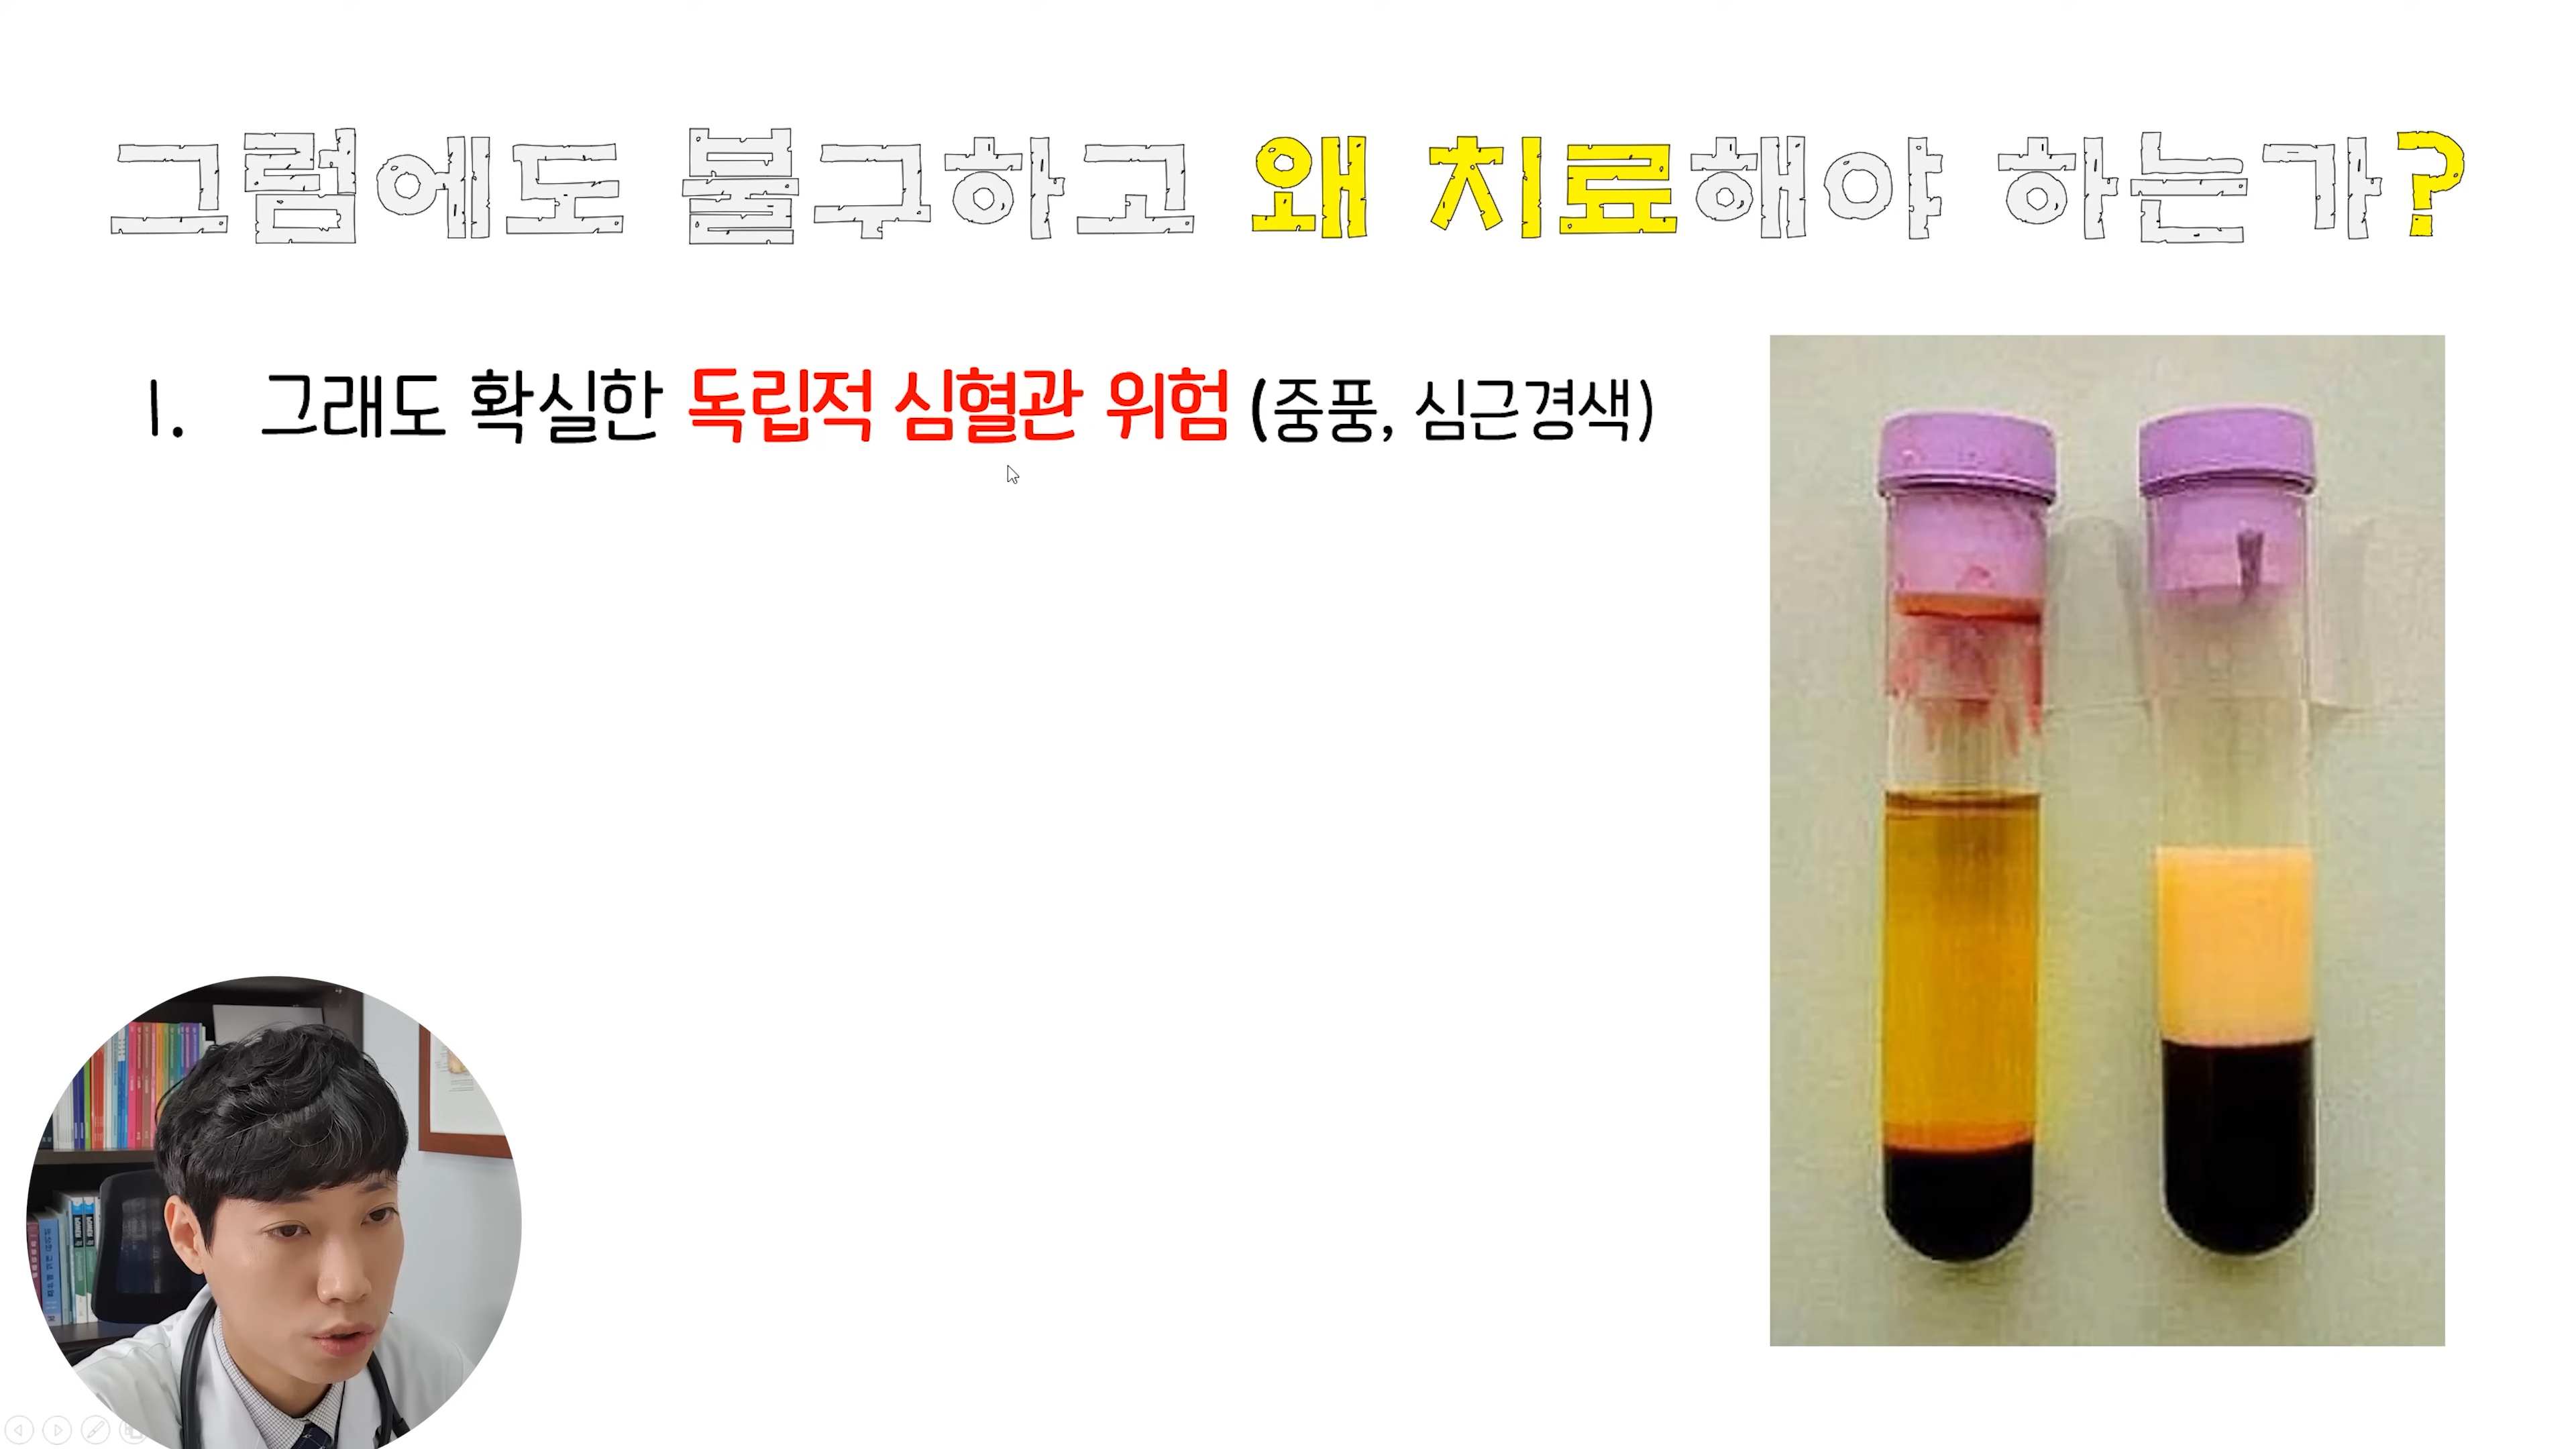 그럼에도 불구하고 왜 치료해야 하는가?
1. 그래도 확실한 독립적 심혈관 위험 (중풍, 심근경색)